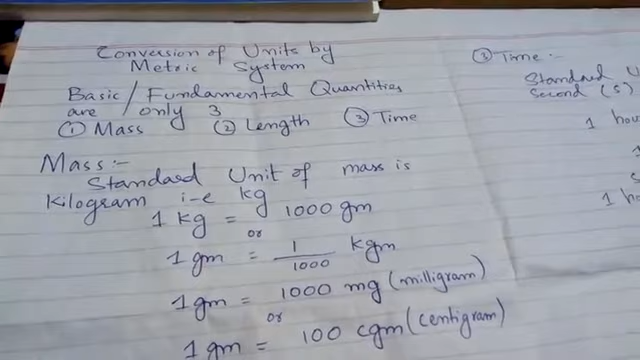 Conversion of Units by
Metric System
Basic / Fundamental Quantities
are only 3
① Mass ② Length ③ Time
Mass :-
Standard Unit of mass is
kilogram i-e kg
1 kg = 1000 gm
or
1 gm = 1/1000 kgm
1 gm = 1000 mg (milligram)
or
1 gm = 100 cgm (centigram)
③ Time :-
Standard U
Second (s)
1 hou
1 ho